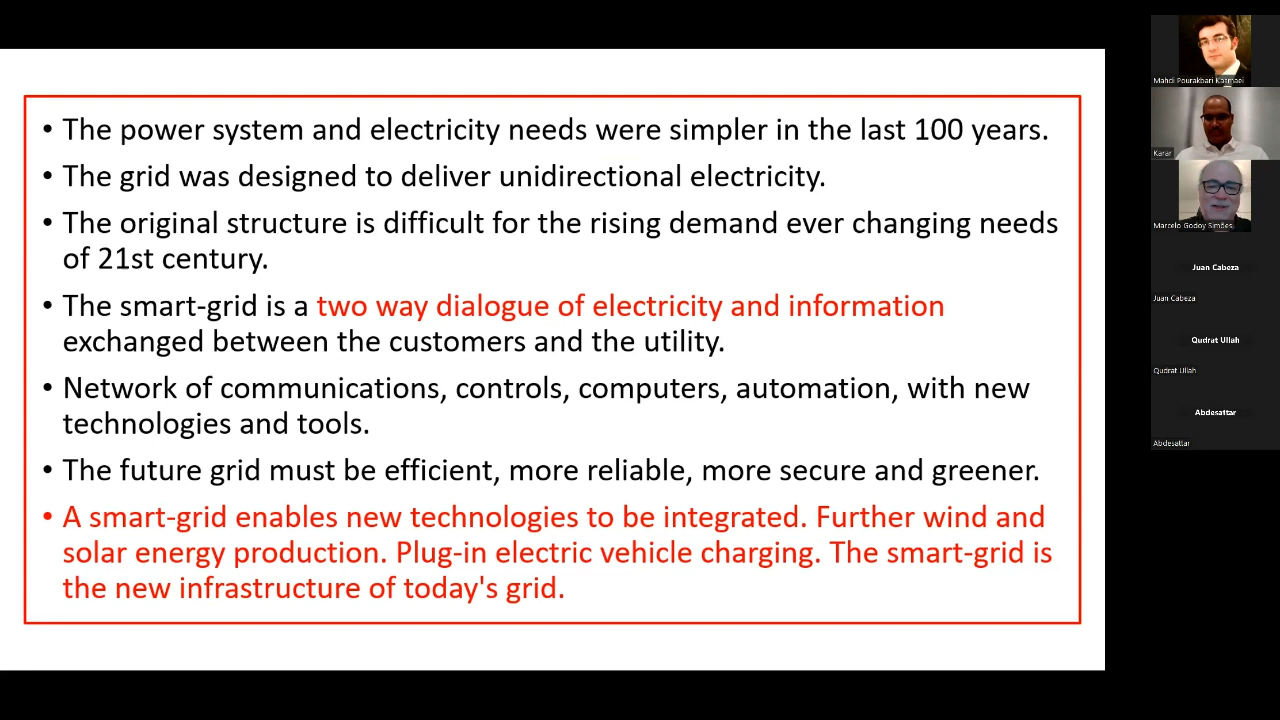 • The power system and electricity needs were simpler in the last 100 years.
• The grid was designed to deliver unidirectional electricity.
• The original structure is difficult for the rising demand ever changing needs
of 21st century.
• The smart-grid is a two way dialogue of electricity and information
exchanged between the customers and the utility.
• Network of communications, controls, computers, automation, with new
technologies and tools.
• The future grid must be efficient, more reliable, more secure and greener.
• A smart-grid enables new technologies to be integrated. Further wind and
solar energy production. Plug-in electric vehicle charging. The smart-grid is
the new infrastructure of today's grid.
Mahdi Pourakbari Kasmaei
Karar
Marcelo Godoy Simões
Juan Cabeza
Juan Cabeza
Qudrat Ullah
Qudrat Ullah
Abdesattar
Abdesattar